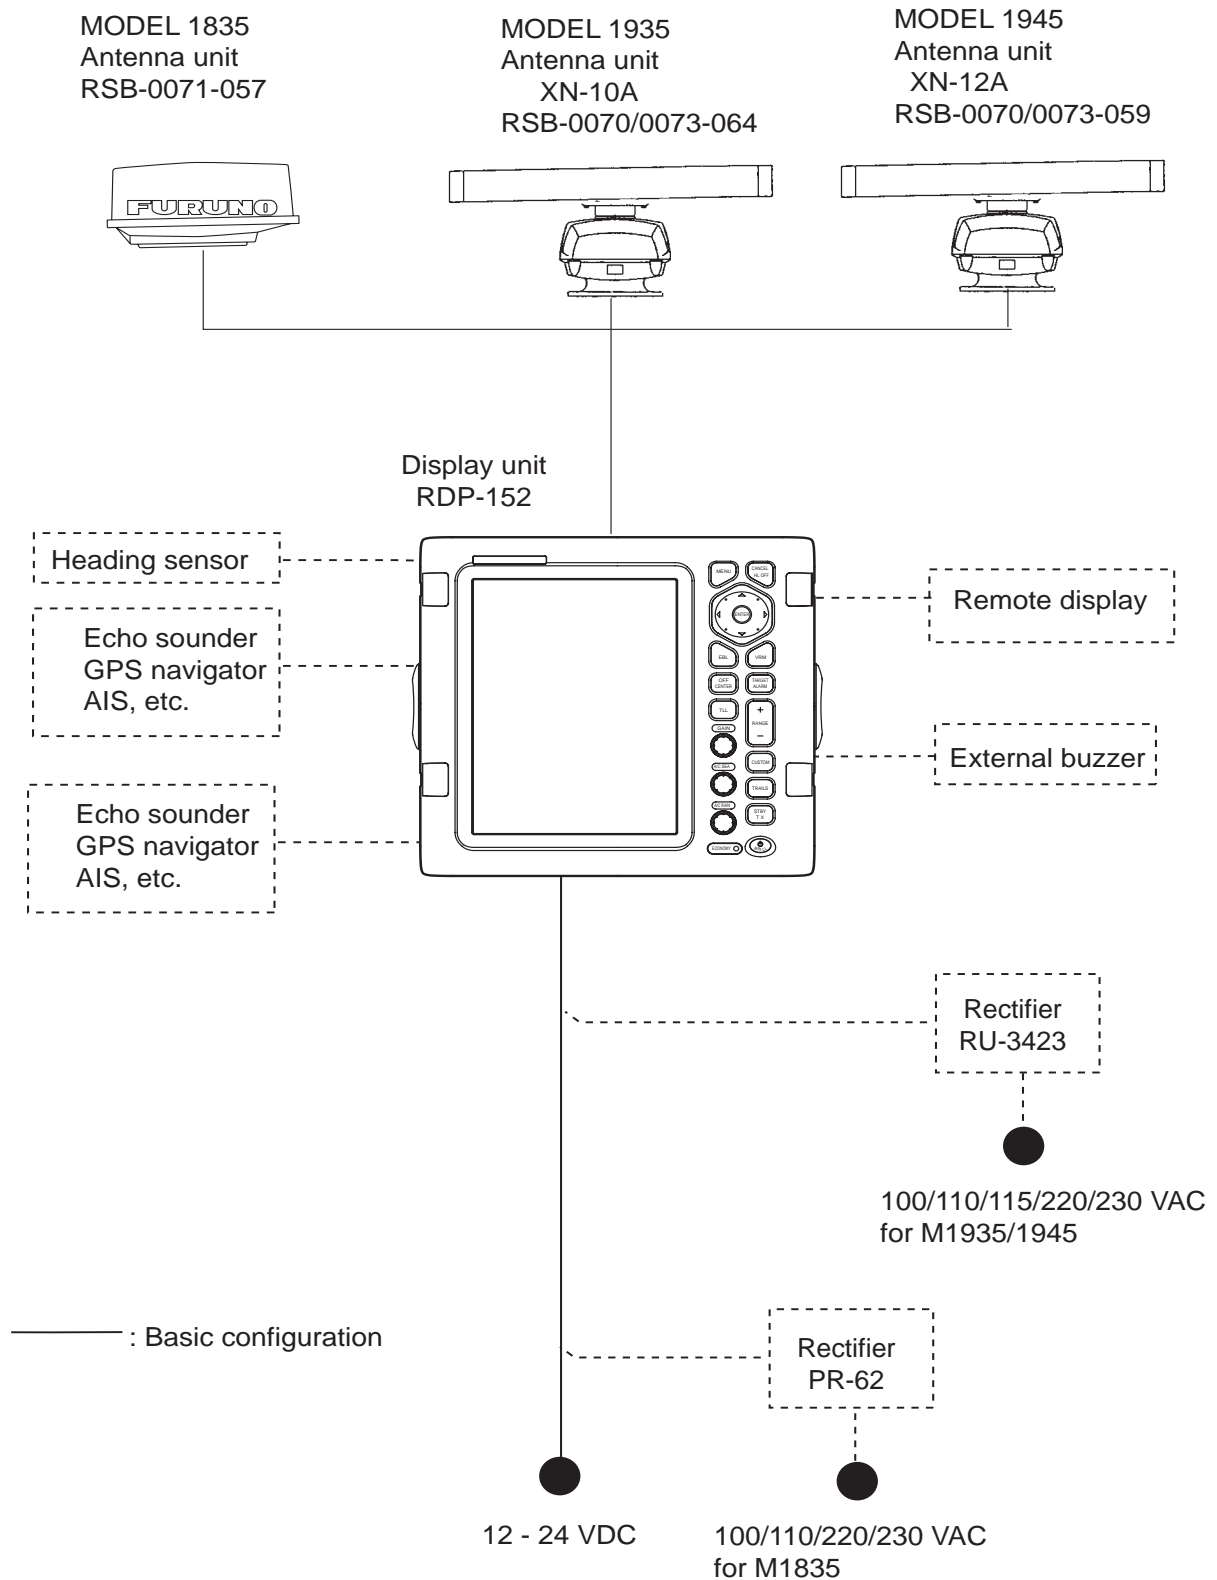 MODEL 1835
Antenna unit
RSB-0071-057
MODEL 1935
Antenna unit
XN-10A
RSB-0070/0073-064
MODEL 1945
Antenna unit
XN-12A
RSB-0070/0073-059
FURUNO
Display unit
RDP-152
Heading sensor
Echo sounder
GPS navigator
AIS, etc.
Echo sounder
GPS navigator
AIS, etc.
MENU
CANCEL
HL OFF
ENTER
EBL
VRM
OFF
CENTER
TARGET
ALARM
TLL
+
RANGE
−
GAIN
A/C SEA
CUSTOM
TRAILS
A/C RAIN
STBY
T X
ECONOMY
Remote display
External buzzer
Rectifier
RU-3423
100/110/115/220/230 VAC
for M1935/1945
: Basic configuration
Rectifier
PR-62
12 - 24 VDC
100/110/220/230 VAC
for M1835